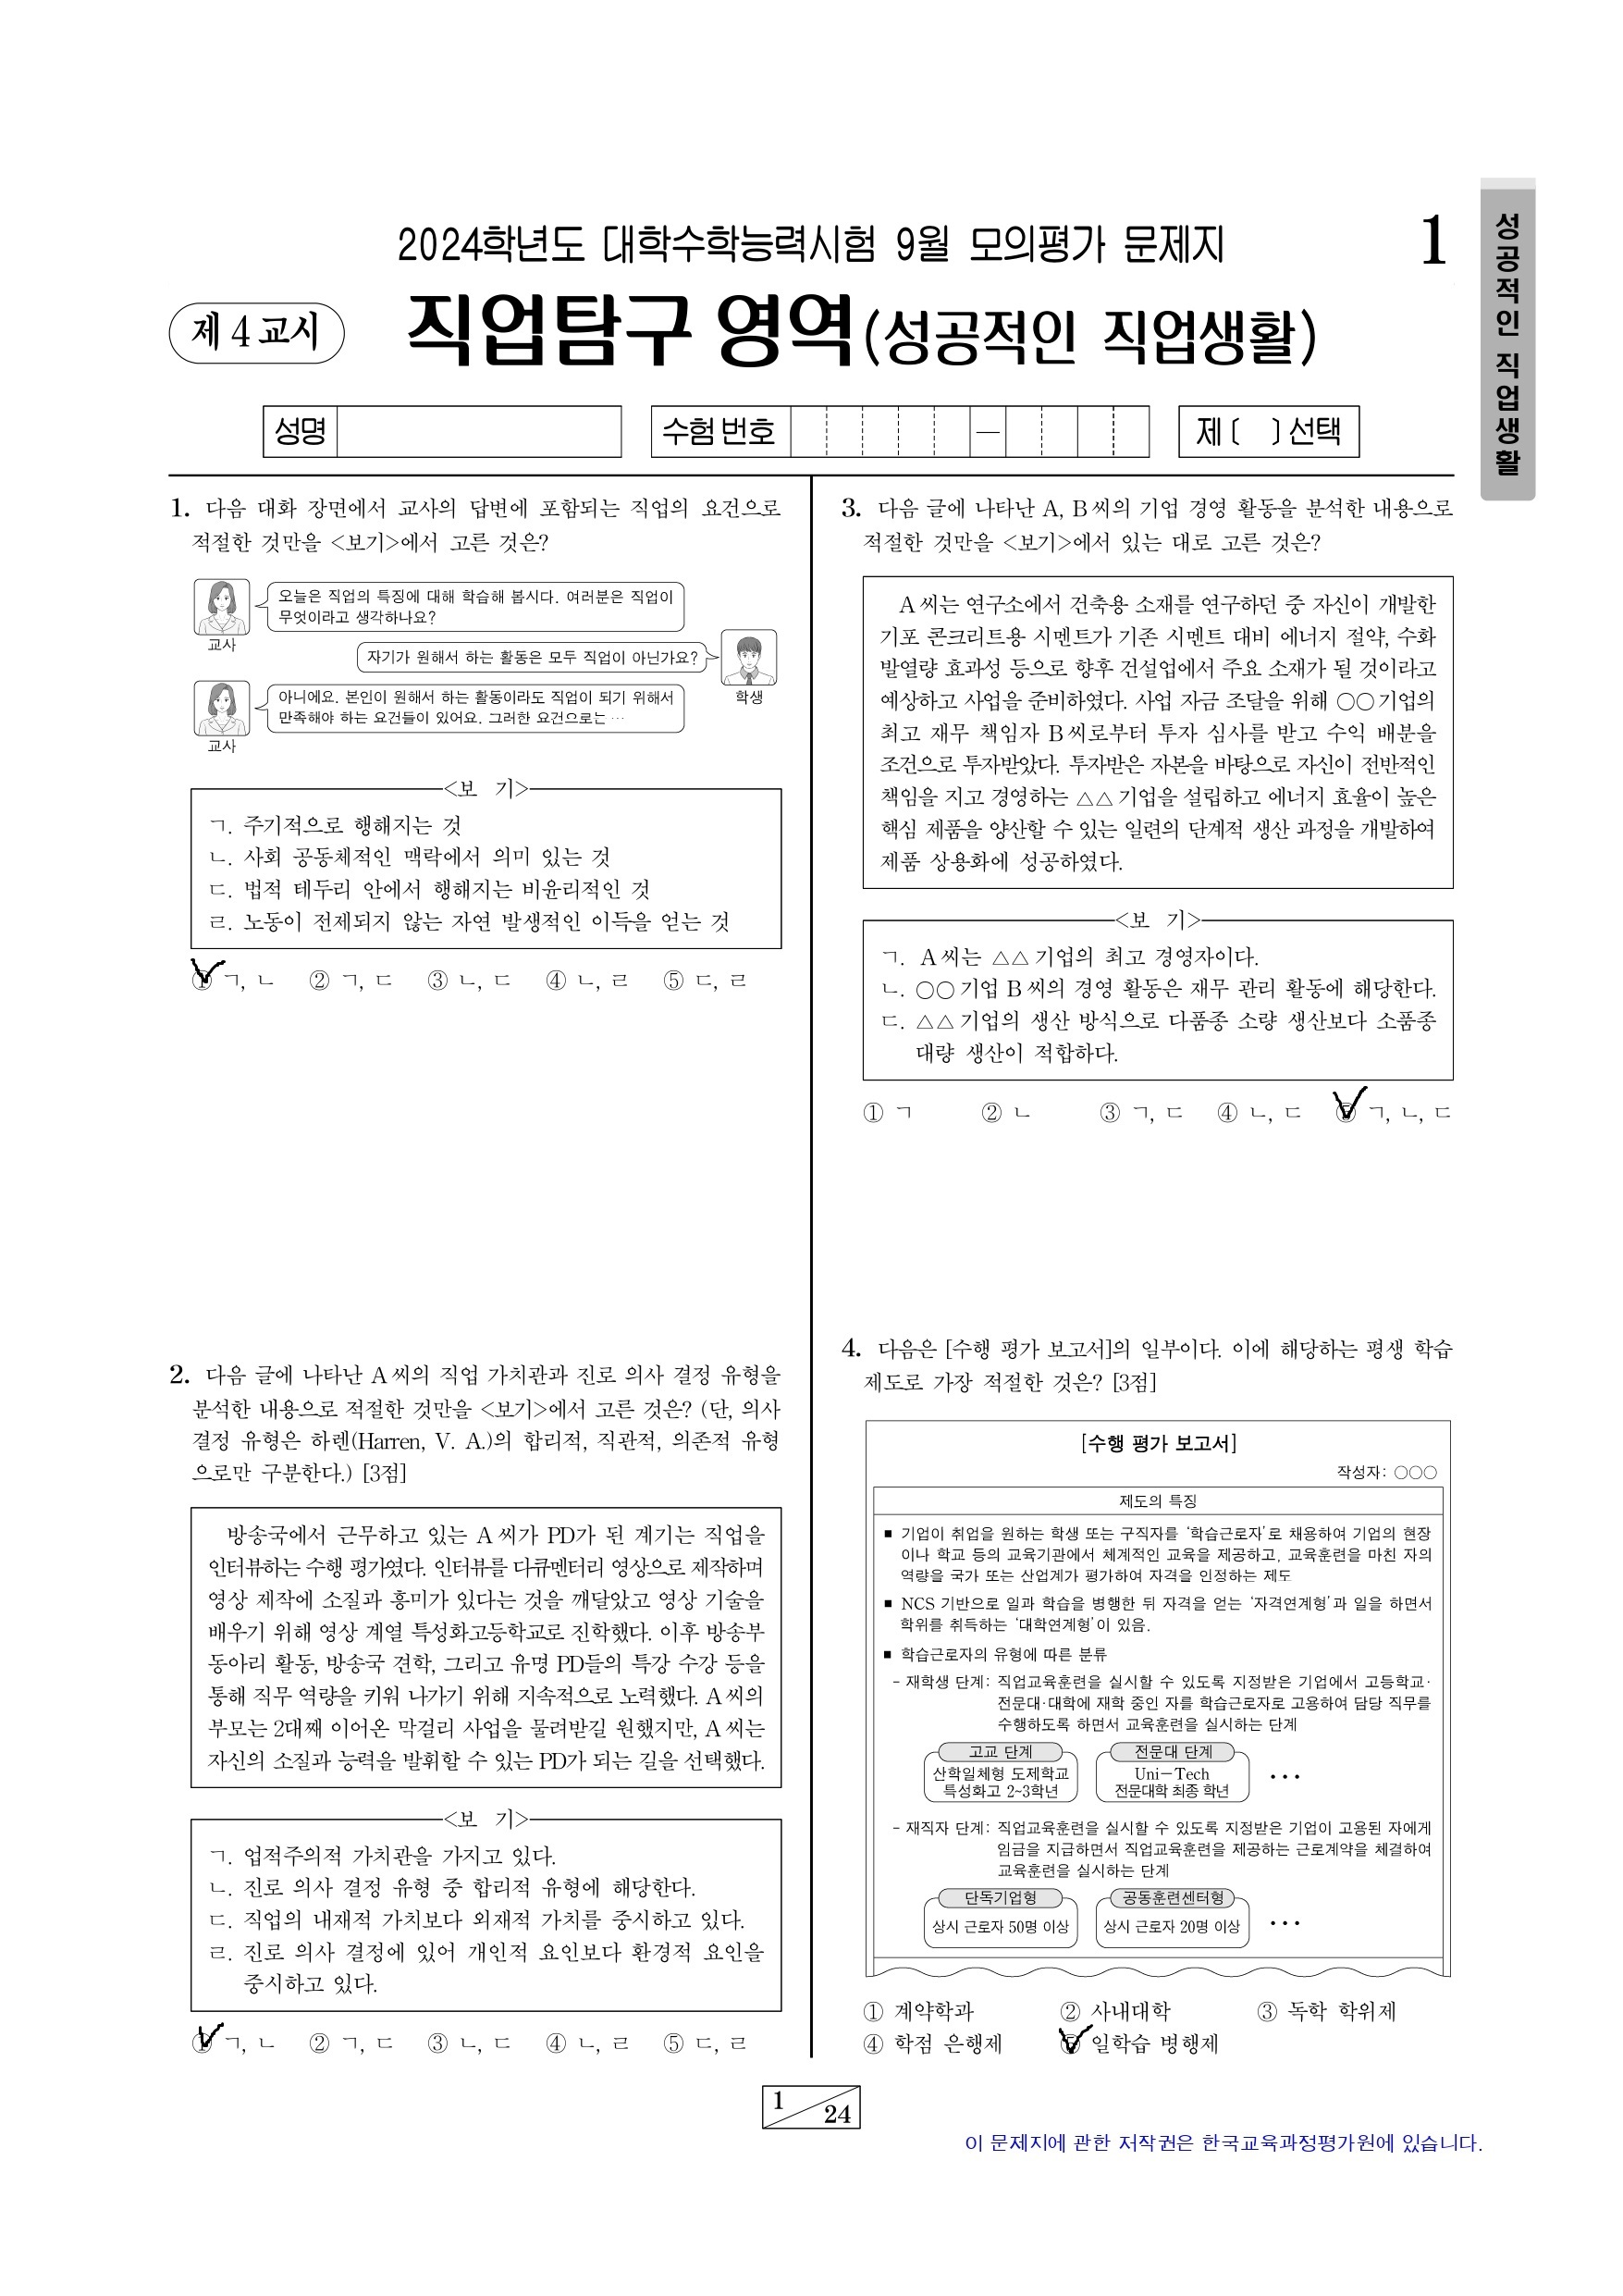 2024학년도 대학수학능력시험 9월 모의평가 문제지
1
제 4 교시
직업탐구 영역(성공적인 직업생활)
성명
수험 번호
—
제 〔 〕 선택
성공적인 직업생활
1. 다음 대화 장면에서 교사의 답변에 포함되는 직업의 요건으로
적절한 것만을 <보기>에서 고른 것은?
오늘은 직업의 특징에 대해 학습해 봅시다. 여러분은 직업이
무엇이라고 생각하나요?
교사
자기가 원해서 하는 활동은 모두 직업이 아닌가요?
학생
아니에요. 본인이 원해서 하는 활동이라도 직업이 되기 위해서
만족해야 하는 요건들이 있어요. 그러한 요건으로는 …
교사
<보 기>
ㄱ. 주기적으로 행해지는 것
ㄴ. 사회 공동체적인 맥락에서 의미 있는 것
ㄷ. 법적 테두리 안에서 행해지는 비윤리적인 것
ㄹ. 노동이 전제되지 않는 자연 발생적인 이득을 얻는 것
① ㄱ, ㄴ ② ㄱ, ㄷ ③ ㄴ, ㄷ ④ ㄴ, ㄹ ⑤ ㄷ, ㄹ
2. 다음 글에 나타난 A 씨의 직업 가치관과 진로 의사 결정 유형을
분석한 내용으로 적절한 것만을 <보기>에서 고른 것은? (단, 의사
결정 유형은 하렌(Harren, V. A.)의 합리적, 직관적, 의존적 유형
으로만 구분한다.) [3점]
방송국에서 근무하고 있는 A 씨가 PD가 된 계기는 직업을
인터뷰하는 수행 평가였다. 인터뷰를 다큐멘터리 영상으로 제작하며
영상 제작에 소질과 흥미가 있다는 것을 깨달았고 영상 기술을
배우기 위해 영상 계열 특성화고등학교로 진학했다. 이후 방송부
동아리 활동, 방송국 견학, 그리고 유명 PD들의 특강 수강 등을
통해 직무 역량을 키워 나가기 위해 지속적으로 노력했다. A 씨의
부모는 2대째 이어온 막걸리 사업을 물려받길 원했지만, A 씨는
자신의 소질과 능력을 발휘할 수 있는 PD가 되는 길을 선택했다.
<보 기>
ㄱ. 업적주의적 가치관을 가지고 있다.
ㄴ. 진로 의사 결정 유형 중 합리적 유형에 해당한다.
ㄷ. 직업의 내재적 가치보다 외재적 가치를 중시하고 있다.
ㄹ. 진로 의사 결정에 있어 개인적 요인보다 환경적 요인을
중시하고 있다.
① ㄱ, ㄴ ② ㄱ, ㄷ ③ ㄴ, ㄷ ④ ㄴ, ㄹ ⑤ ㄷ, ㄹ
3. 다음 글에 나타난 A, B 씨의 기업 경영 활동을 분석한 내용으로
적절한 것만을 <보기>에서 있는 대로 고른 것은?
A 씨는 연구소에서 건축용 소재를 연구하던 중 자신이 개발한
기포 콘크리트용 시멘트가 기존 시멘트 대비 에너지 절약, 수화
발열량 효과성 등으로 향후 건설업에서 주요 소재가 될 것이라고
예상하고 사업을 준비하였다. 사업 자금 조달을 위해 ○○ 기업의
최고 재무 책임자 B 씨로부터 투자 심사를 받고 수익 배분을
조건으로 투자받았다. 투자받은 자본을 바탕으로 자신이 전반적인
책임을 지고 경영하는 △△ 기업을 설립하고 에너지 효율이 높은
핵심 제품을 양산할 수 있는 일련의 단계적 생산 과정을 개발하여
제품 상용화에 성공하였다.
<보 기>
ㄱ. A 씨는 △△ 기업의 최고 경영자이다.
ㄴ. ○○ 기업 B 씨의 경영 활동은 재무 관리 활동에 해당한다.
ㄷ. △△ 기업의 생산 방식으로 다품종 소량 생산보다 소품종
대량 생산이 적합하다.
① ㄱ ② ㄴ ③ ㄱ, ㄷ ④ ㄴ, ㄷ ⑤ ㄱ, ㄴ, ㄷ
4. 다음은 [수행 평가 보고서]의 일부이다. 이에 해당하는 평생 학습
제도로 가장 적절한 것은? [3점]
[수행 평가 보고서]
작성자: ○○○
제도의 특징
■ 기업이 취업을 원하는 학생 또는 구직자를 ‘학습근로자’로 채용하여 기업의 현장
이나 학교 등의 교육기관에서 체계적인 교육을 제공하고, 교육훈련을 마친 자의
역량을 국가 또는 산업계가 평가하여 자격을 인정하는 제도
■ NCS 기반으로 일과 학습을 병행한 뒤 자격을 얻는 ‘자격연계형’과 일을 하면서
학위를 취득하는 ‘대학연계형’이 있음.
■ 학습근로자의 유형에 따른 분류
- 재학생 단계: 직업교육훈련을 실시할 수 있도록 지정받은 기업에서 고등학교·
전문대·대학에 재학 중인 자를 학습근로자로 고용하여 담당 직무를
수행하도록 하면서 교육훈련을 실시하는 단계
고교 단계 전문대 단계
산학일체형 도제학교 Uni-Tech …
특성화고 2~3학년 전문대학 최종 학년
- 재직자 단계: 직업교육훈련을 실시할 수 있도록 지정받은 기업이 고용된 자에게
임금을 지급하면서 직업교육훈련을 제공하는 근로계약을 체결하여
교육훈련을 실시하는 단계
단독기업형 공동훈련센터형
상시 근로자 50명 이상 상시 근로자 20명 이상 …
① 계약학과 ② 사내대학 ③ 독학 학위제
④ 학점 은행제 ⑤ 일학습 병행제
1
24
이 문제지에 관한 저작권은 한국교육과정평가원에 있습니다.